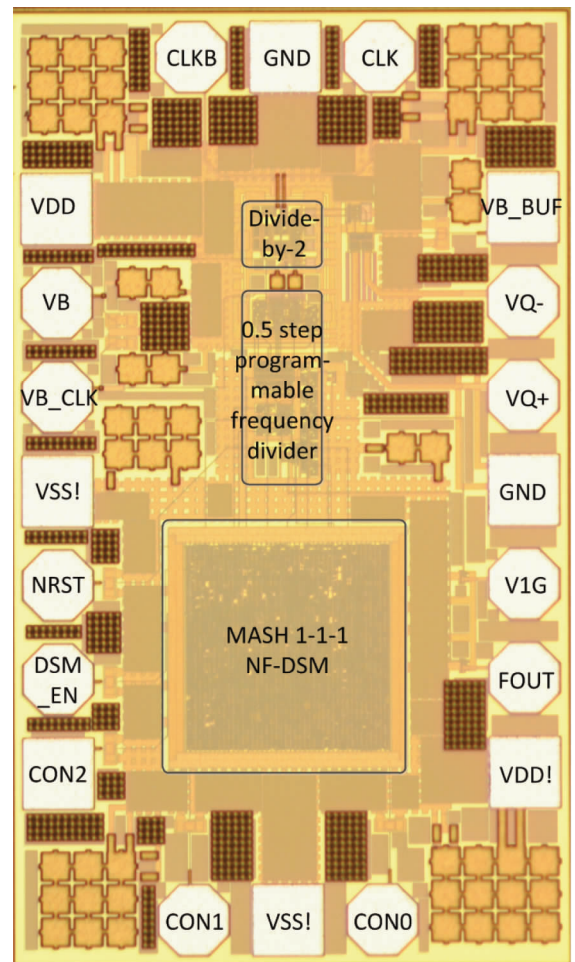 CLKB
GND
CLK
VDD
Divide-
by-2
VB_BUF
VB
0.5 step
program-
mable
frequency
divider
VQ-
VB_CLK
VQ+
VSS!
GND
NRST
MASH 1-1-1
NF-DSM
V1G
DSM
_EN
FOUT
CON2
VDD!
CON1
VSS!
CON0